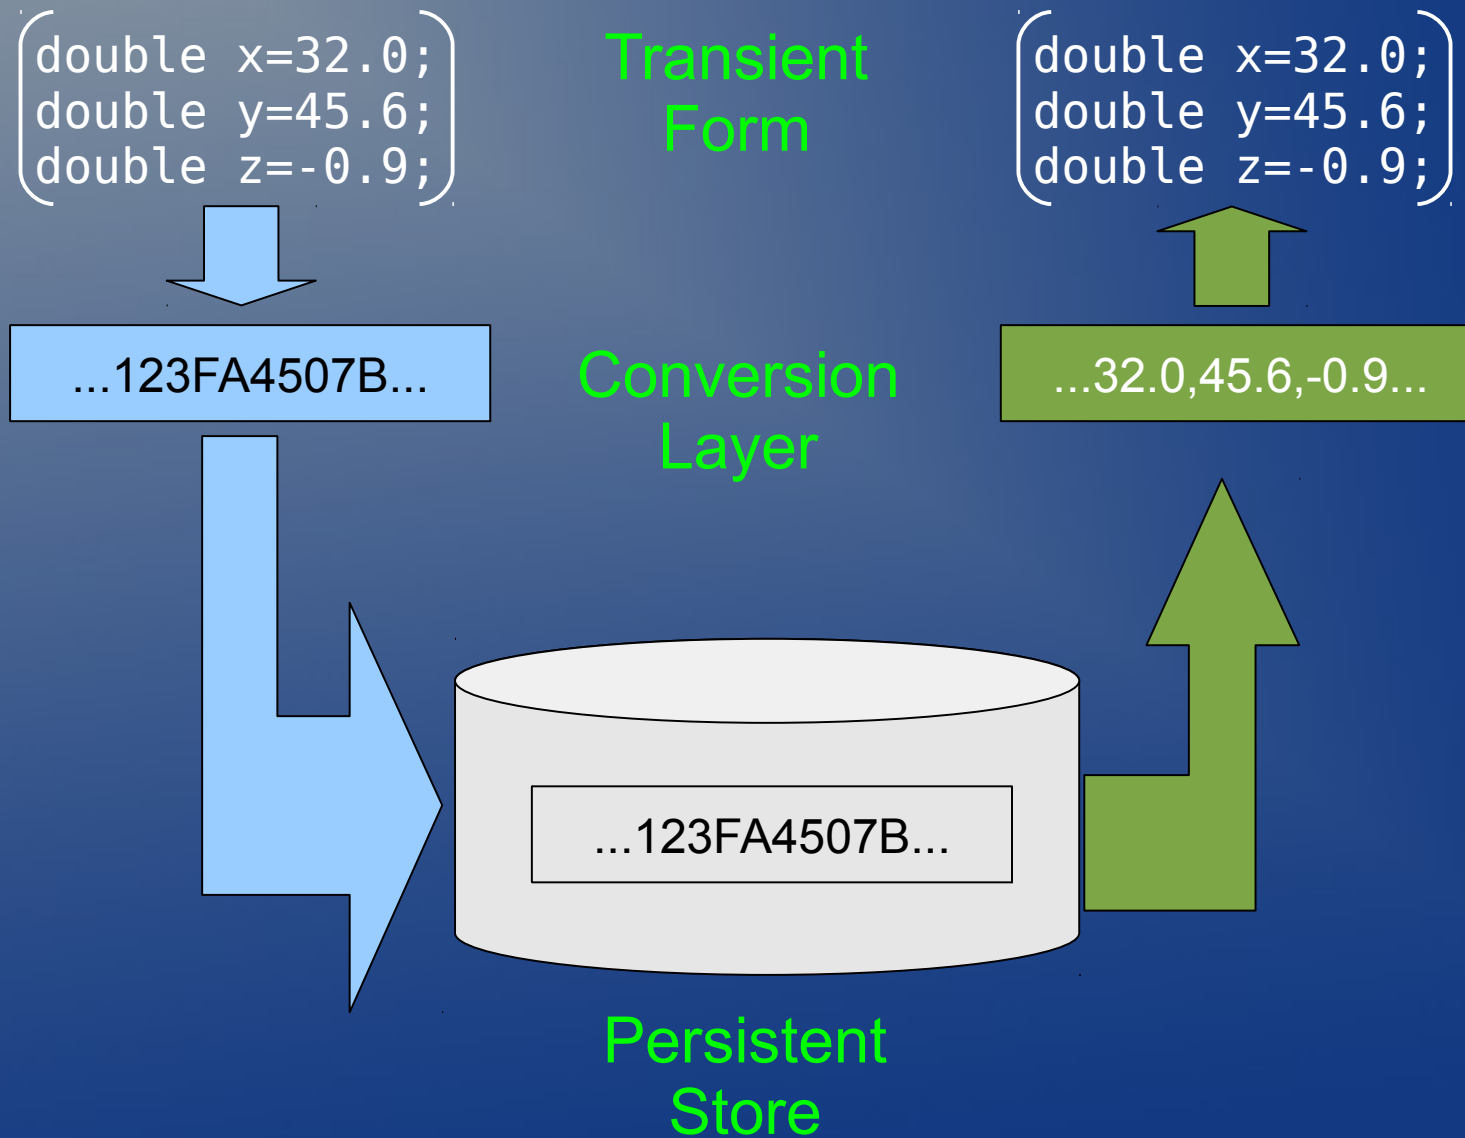 double x=32.0;
double y=45.6;
double z=-0.9;
Transient
Form
double x=32.0;
double y=45.6;
double z=-0.9;
...123FA4507B...
Conversion
Layer
...32.0,45.6,-0.9...
...123FA4507B...
Persistent
Store